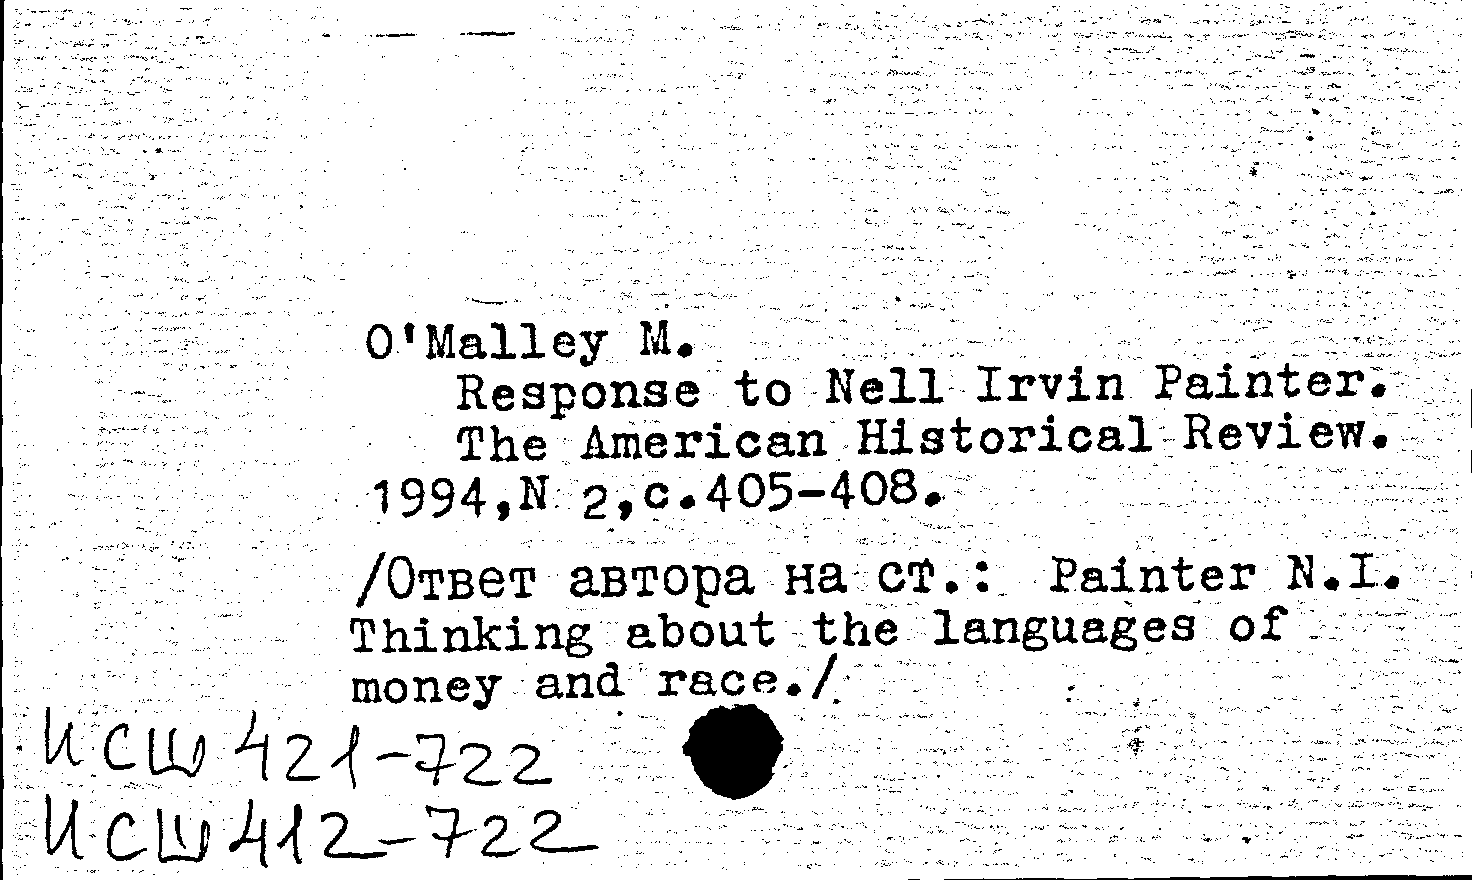 O'Malley M.
Response to Nell Irvin Painter.
The American Historical Review.
1994,N 2,с.405-408.
/Ответ автора на ст.: Painter N.I.
Thinking about the languages of
money and race./
ИСШ 421-722
ИСШ 412-722